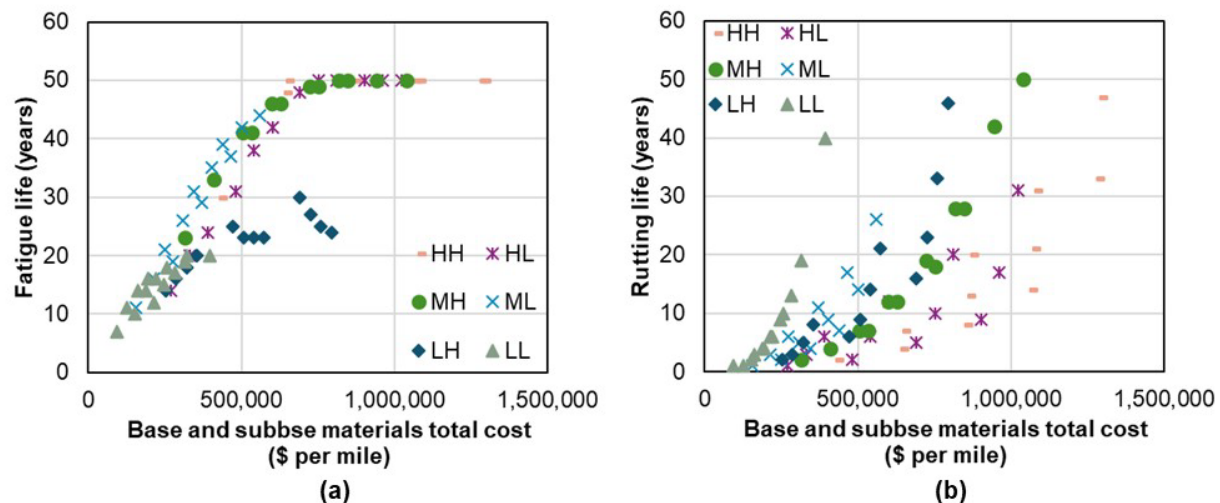 60
50
40
30
20
10
0
Fatigue life (years)
HH HL
MH ML
LH LL
0 500,000 1,000,000 1,500,000
Base and subbse materials total cost
($ per mile)
(a)
60
50
40
30
20
10
0
Rutting life (years)
HH HL
MH ML
LH LL
0 500,000 1,000,000 1,500,000
Base and subbse materials total cost
($ per mile)
(b)